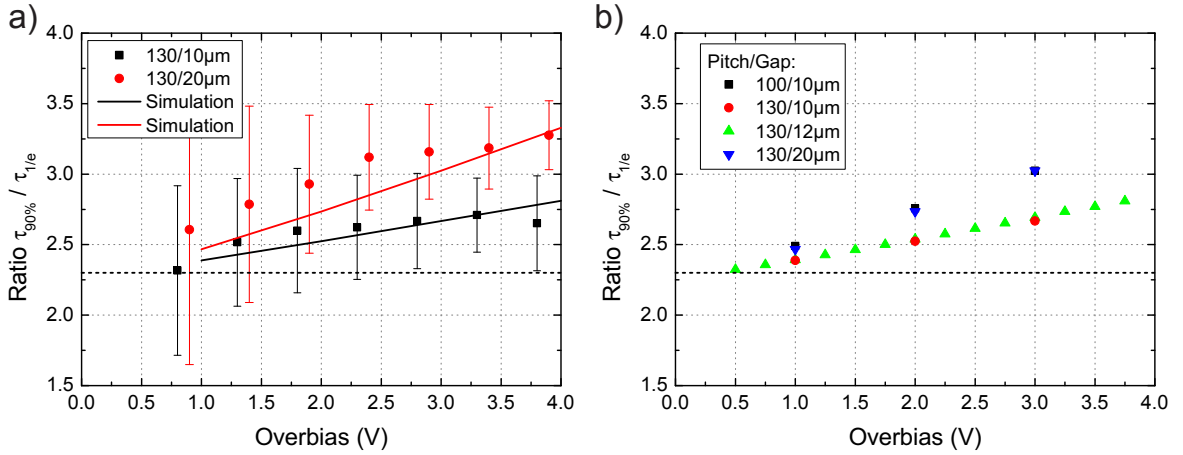 a)
4.0
3.5
3.0
2.5
2.0
1.5
Ratio τ90% / τ1/e
130/10µm
130/20µm
Simulation
Simulation
0.0 0.5 1.0 1.5 2.0 2.5 3.0 3.5 4.0
Overbias (V)
b)
4.0
3.5
3.0
2.5
2.0
1.5
Ratio τ90% / τ1/e
Pitch/Gap:
100/10µm
130/10µm
130/12µm
130/20µm
0.0 0.5 1.0 1.5 2.0 2.5 3.0 3.5 4.0
Overbias (V)